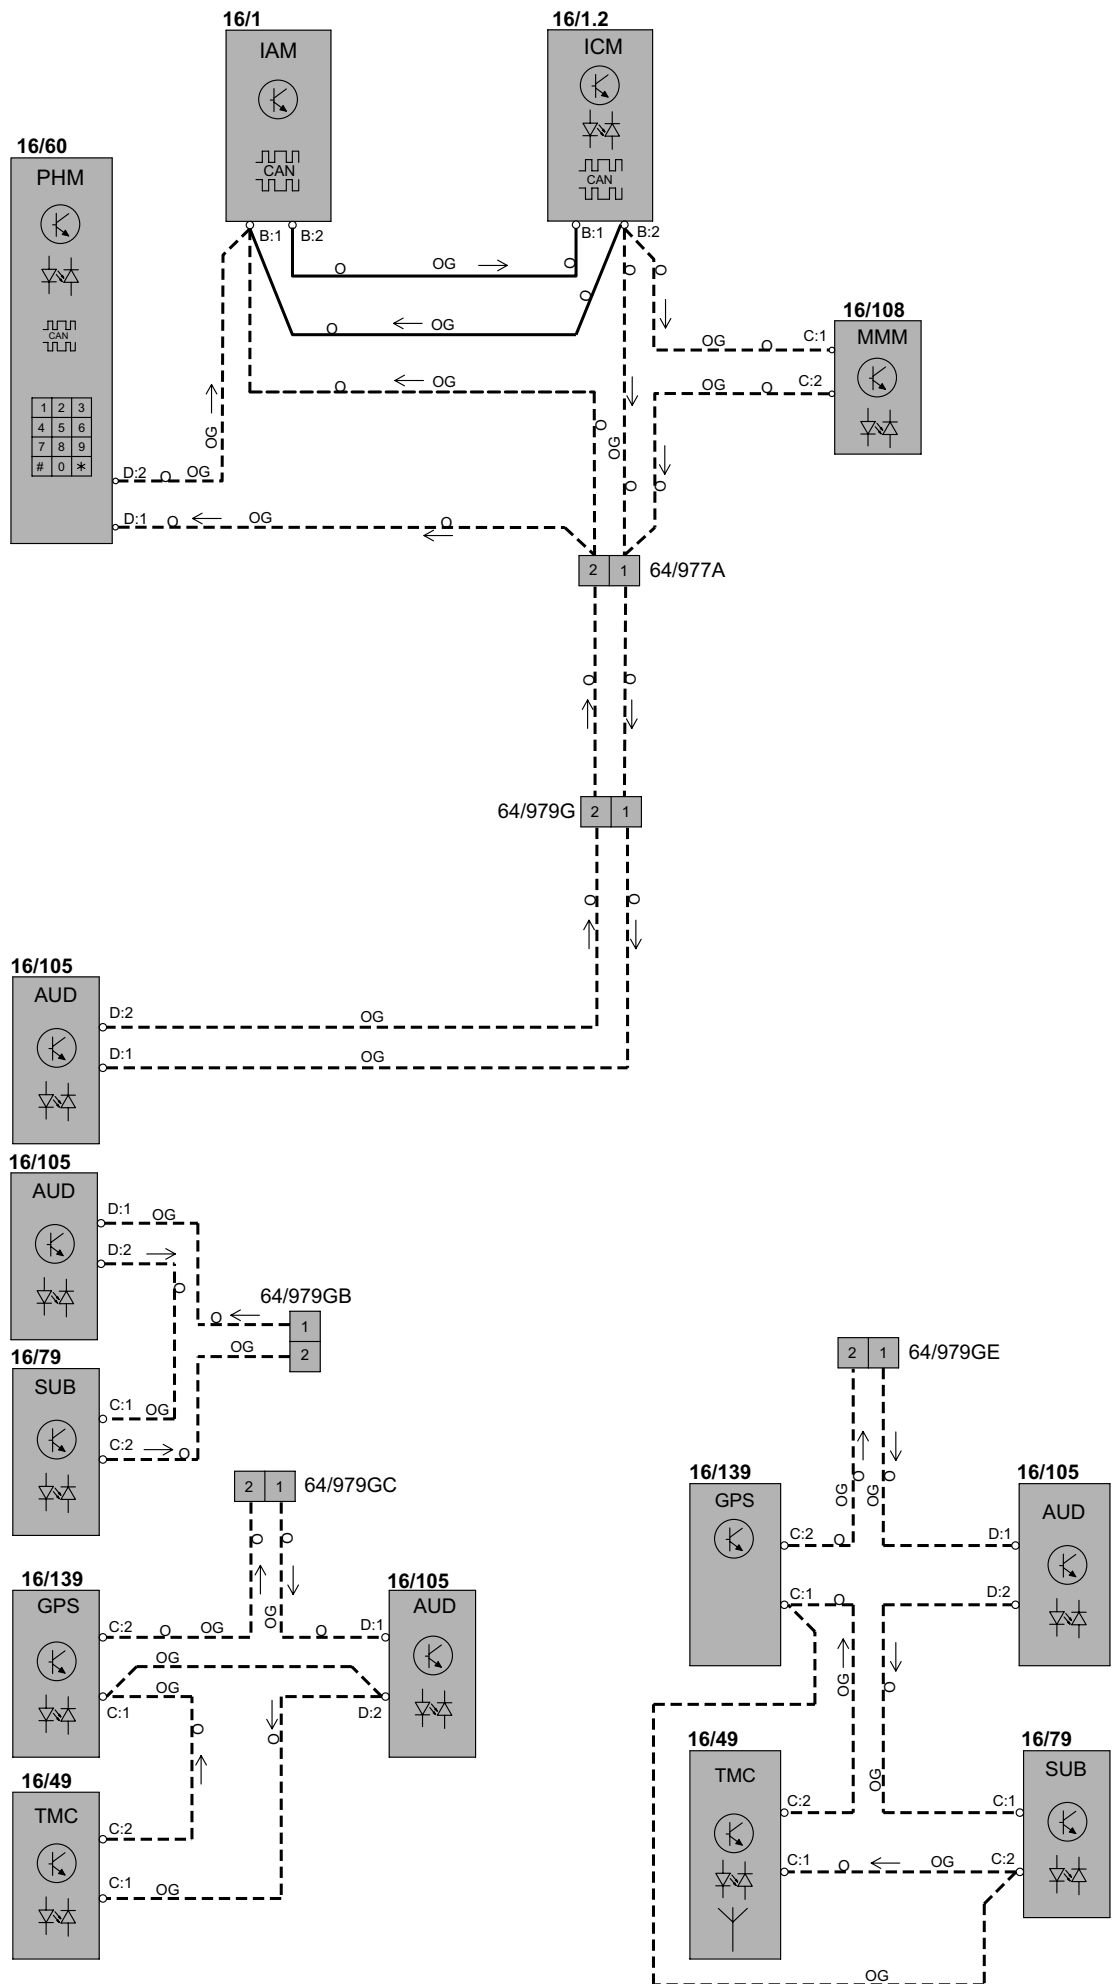 16/1
16/1.2
IAM
ICM
CAN
CAN
16/60
PHM
CAN
1 2 3
4 5 6
7 8 9
# 0 *
B:1
B:2
B:1
B:2
O
OG
O
O
O
O
O
OG
O
OG
O
16/108
MMM
C:1
OG
O
C:2
OG
O
O
OG
OG
D:2
O
OG
O
O
D:1
O
OG
O
2
1
64/977A
O
O
64/979G
2
1
O
O
16/105
AUD
D:2
OG
D:1
OG
16/105
AUD
D:1
OG
D:2
O
64/979GB
O
1
OG
2
16/79
SUB
C:1
OG
C:2
O
2
1
64/979GC
O
O
16/139
GPS
C:2
O
OG
OG
O
D:1
16/105
AUD
OG
OG
C:1
D:2
O
O
16/49
TMC
C:2
C:1
OG
2
1
64/979GE
O
O
OG
OG
16/139
GPS
C:2
O
16/105
AUD
D:1
C:1
O
D:2
OG
O
16/49
TMC
C:2
OG
16/79
SUB
C:1
C:1
O
OG
C:2
OG